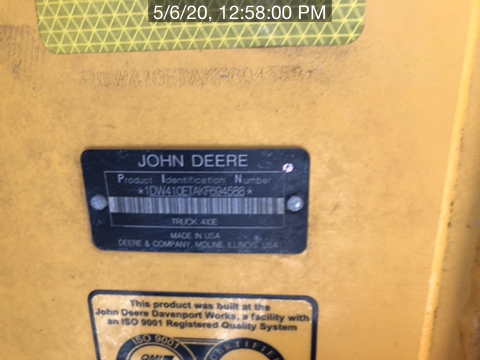 5/6/20, 12:58:00 PM
JOHN DEERE
Product Identification Number
*1DW410ETAKF694588*
TRUCK 410E
MADE IN USA
DEERE & COMPANY, MOLINE, ILLINOIS, USA
This product was built at the
John Deere Davenport Works, a facility with
an ISO 9001 Registered Quality System
ISO 9001
QMI